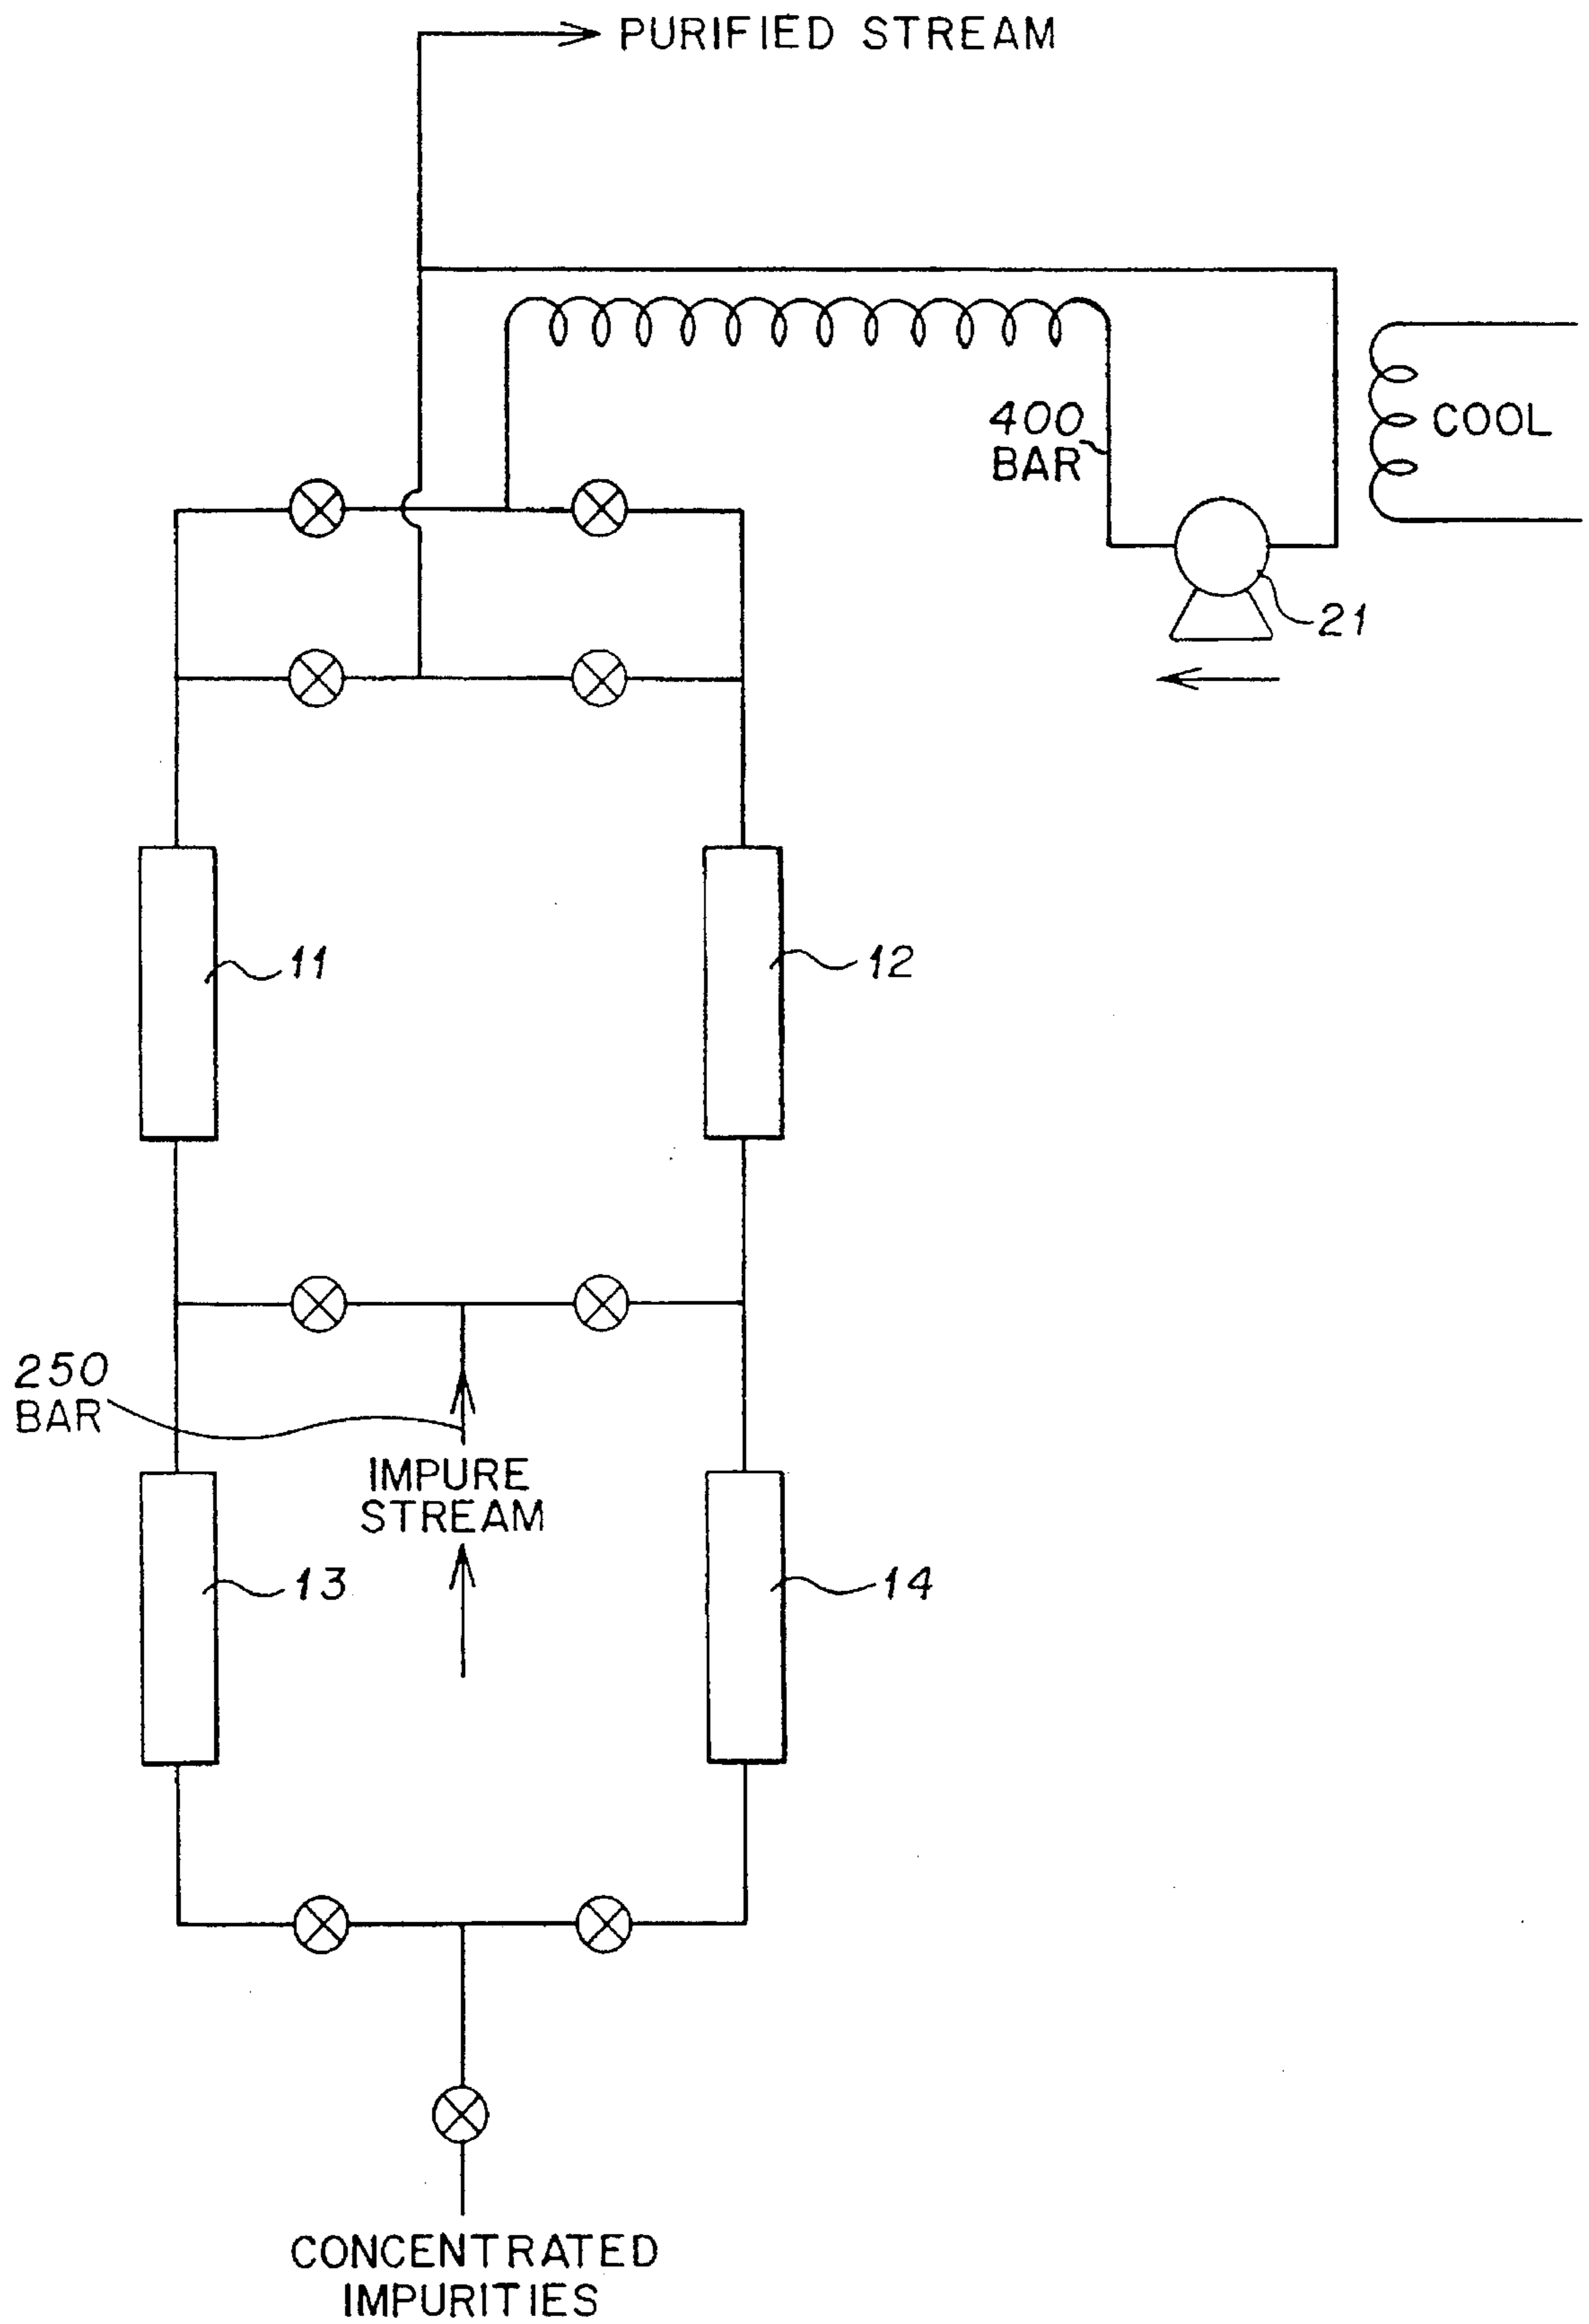 PURIFIED STREAM
400
BAR
COOL
21
11
12
250
BAR
IMPURE
STREAM
13
14
CONCENTRATED
IMPURITIES